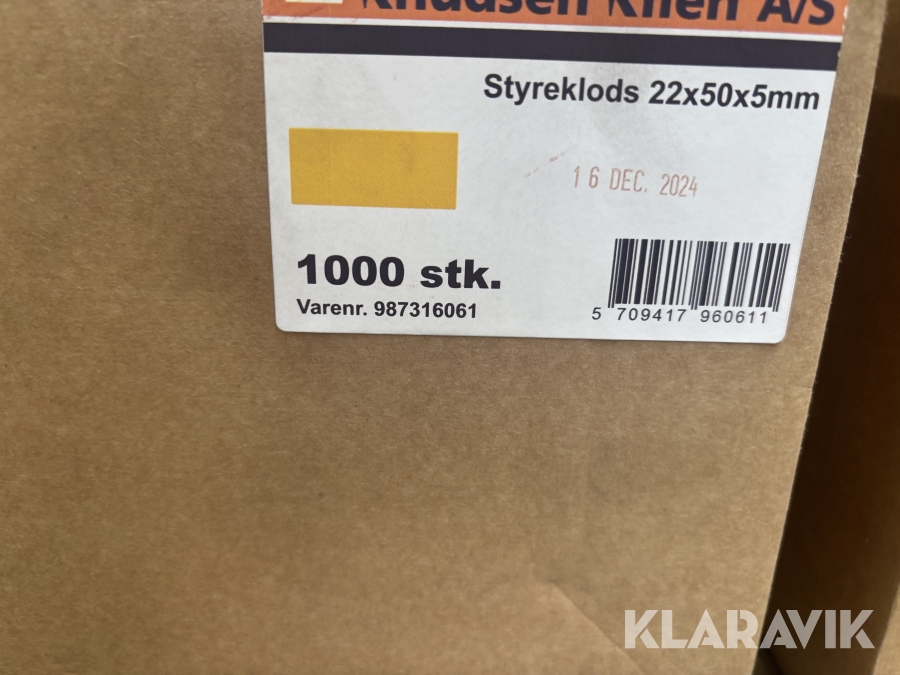 Knudsen Kilen A/S
Styreklods 22x50x5mm
16 DEC. 2024
1000 stk.
Varenr. 987316061
5 709417 960611
KLARAVIK